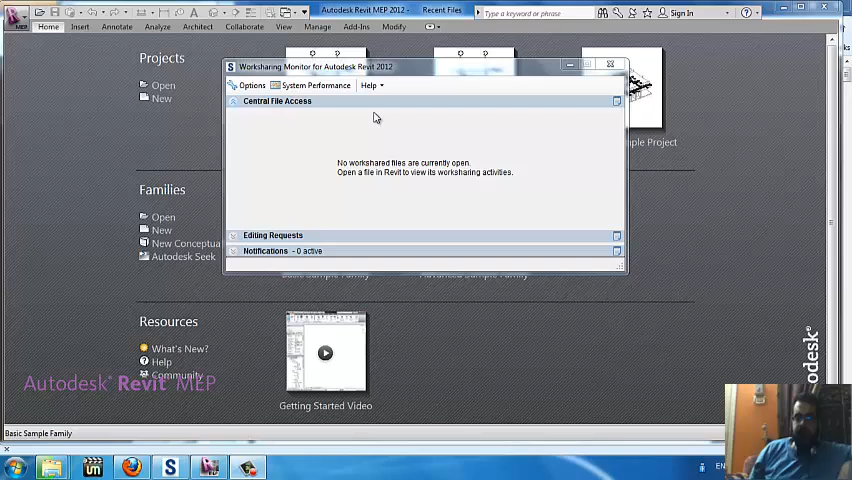 MEP
Autodesk Revit MEP 2012 - Recent Files
Type a keyword or phrase
Sign In
Home Insert Annotate Analyze Architect Collaborate View Manage Add-Ins Modify
Projects
Open
New
Families
Open
New
New Conceptua
Autodesk Seek
Resources
What's New?
Help
Community
Autodesk® Revit MEP
Worksharing Monitor for Autodesk Revit 2012
Options System Performance Help
Central File Access
No workshared files are currently open.
Open a file in Revit to view its worksharing activities.
Editing Requests
Notifications - 0 active
ple Project
Getting Started Video
odesk®
Basic Sample Family
EN